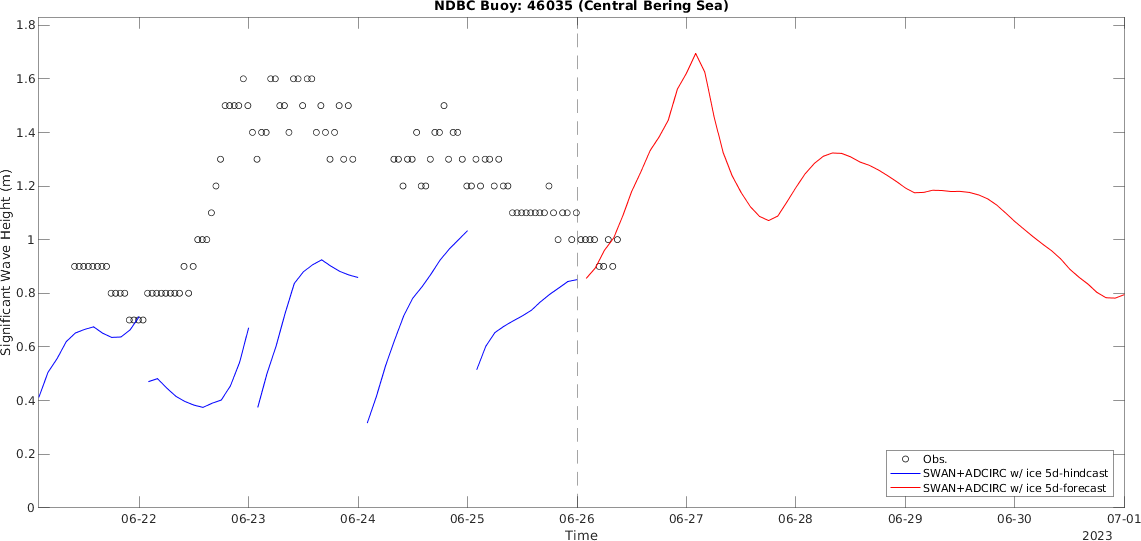 NDBC Buoy: 46035 (Central Bering Sea)
1.8
1.6
1.4
1.2
1
0.8
0.6
0.4
0.2
0
Significant Wave Height (m)
Obs.
SWAN+ADCIRC w/ ice 5d-hindcast
SWAN+ADCIRC w/ ice 5d-forecast
06-22 06-23 06-24 06-25 06-26 06-27 06-28 06-29 06-30 07-01
Time
2023